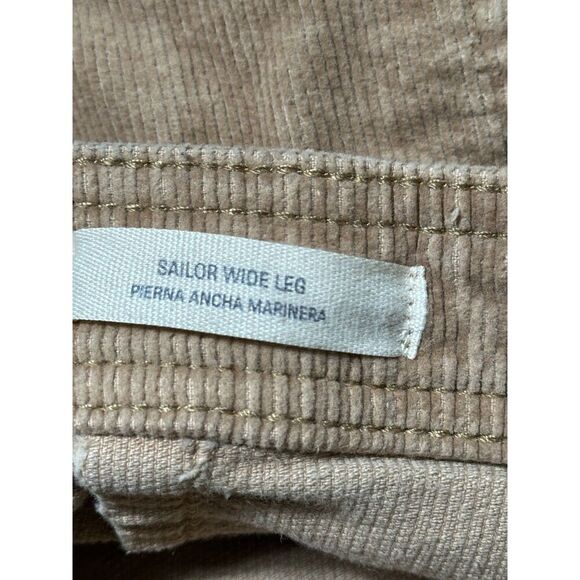 SAILOR WIDE LEG
PIERNA ANCHA MARINERA